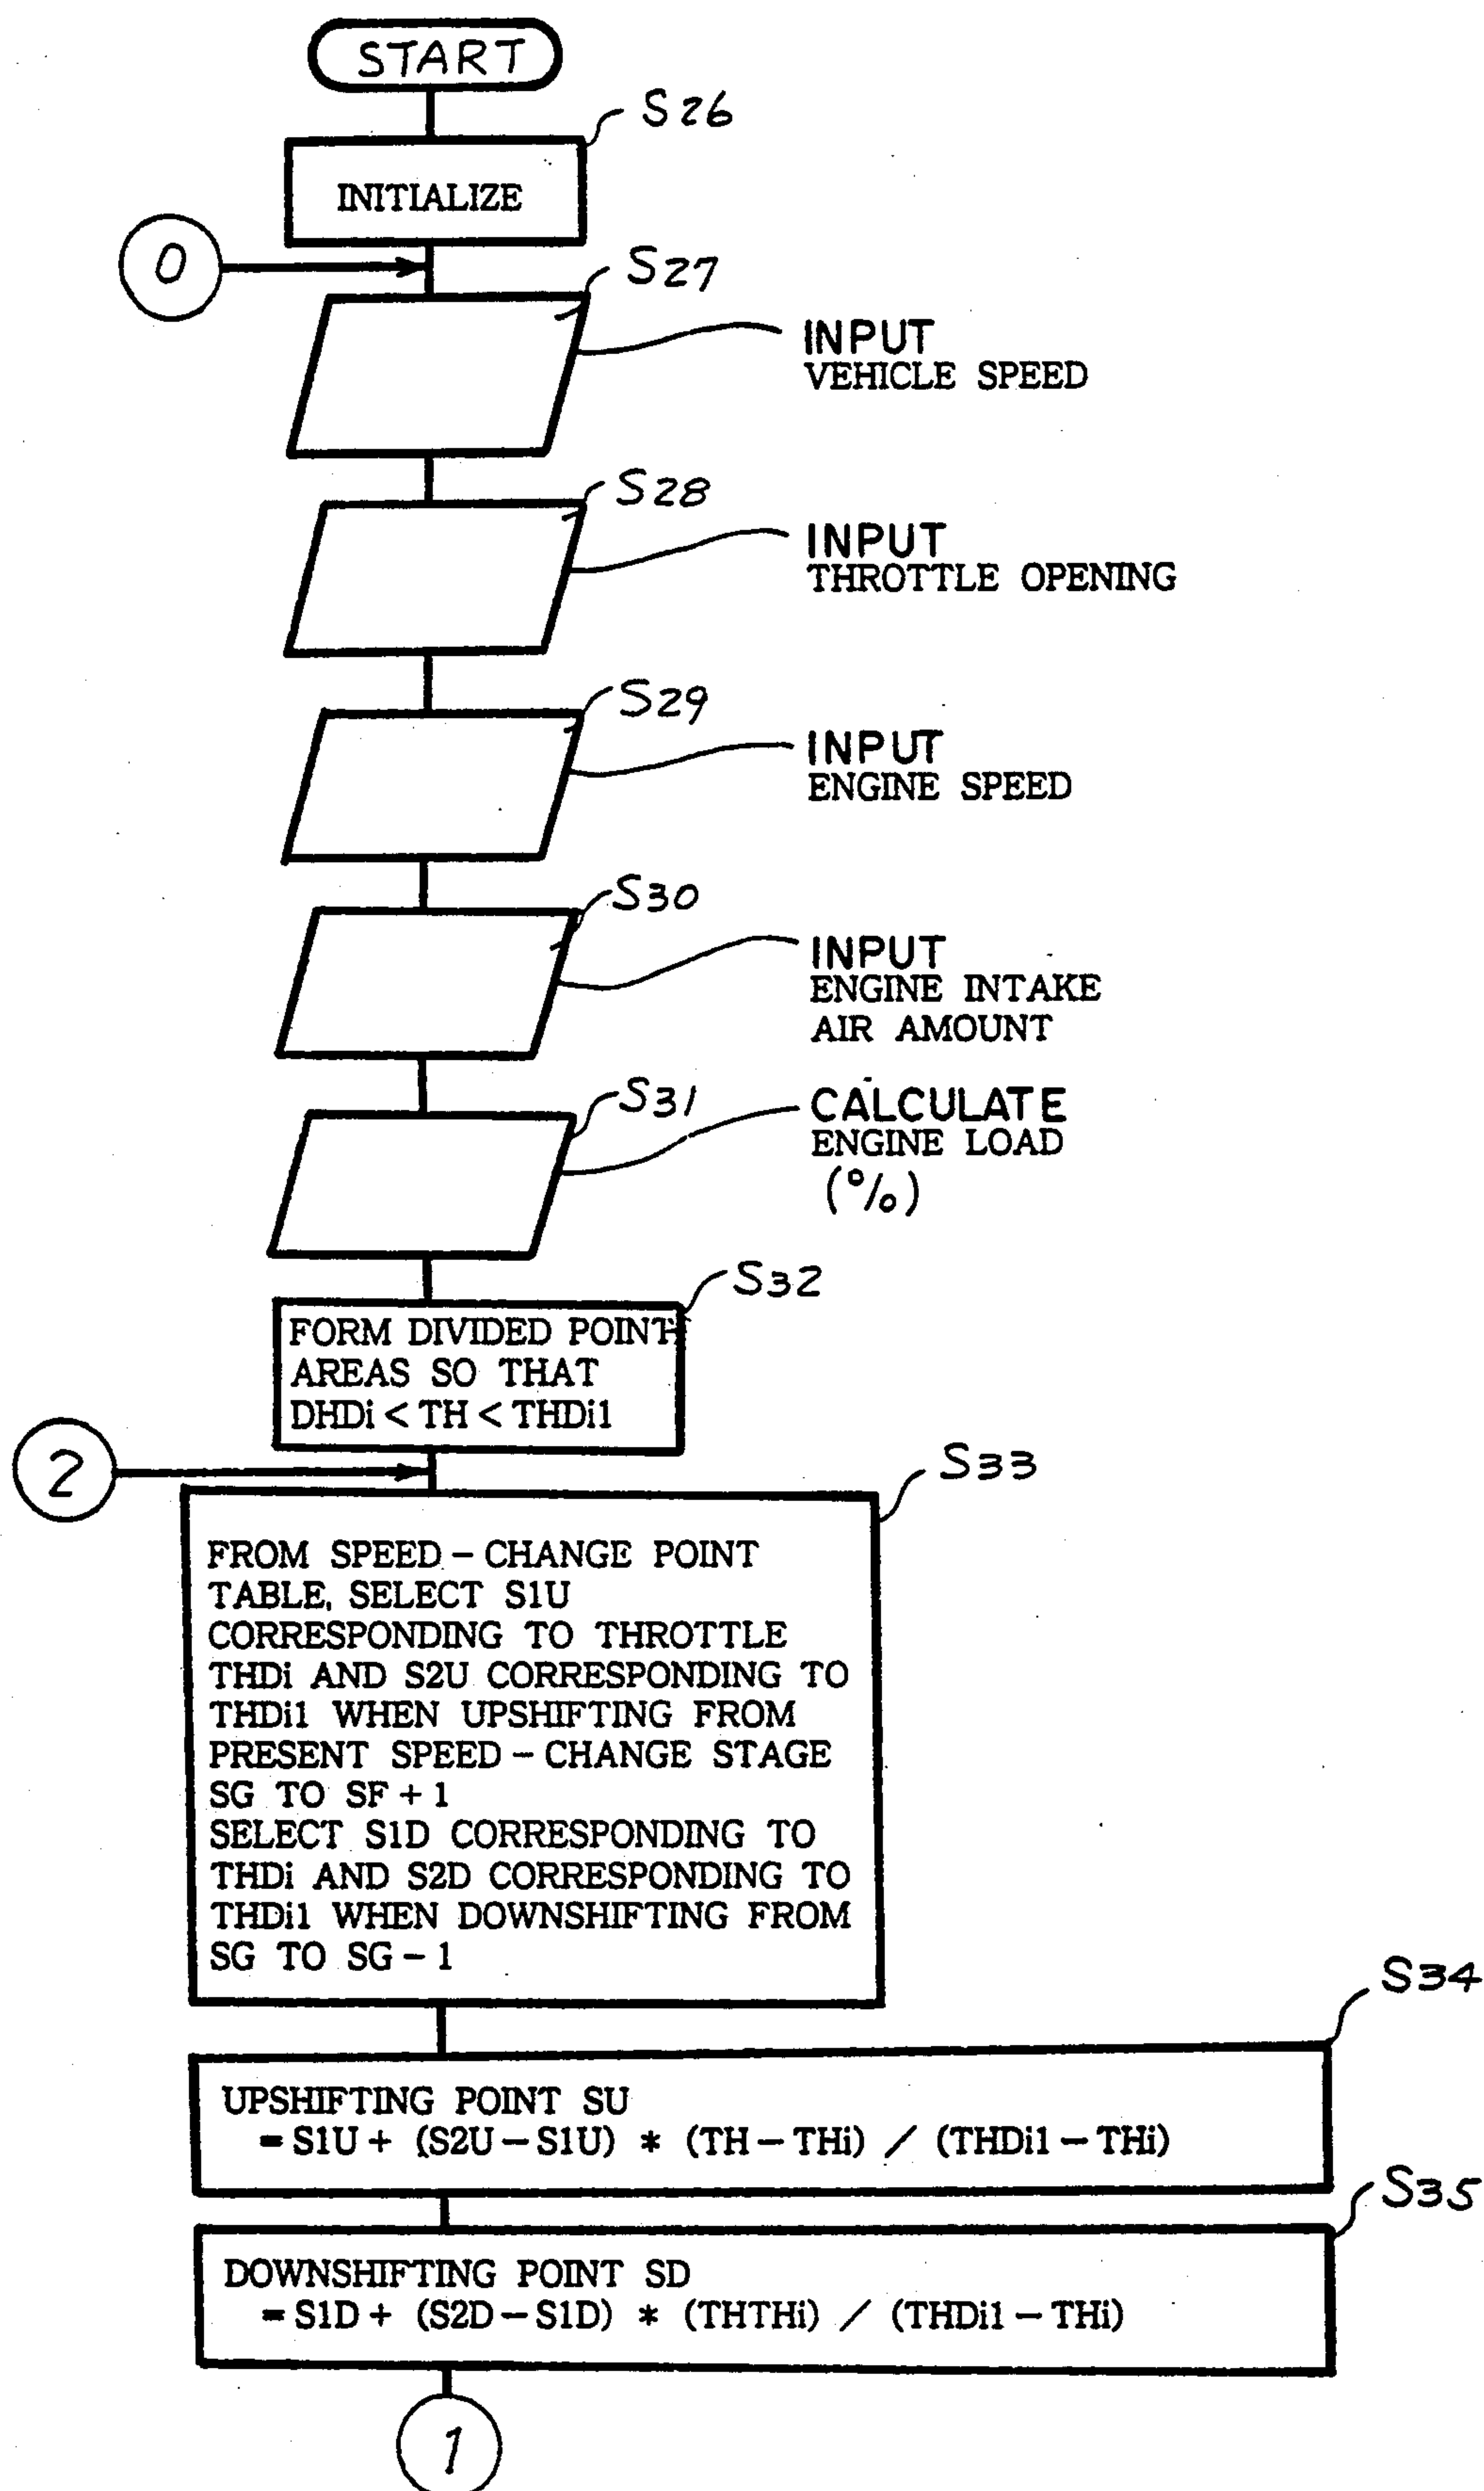 START
S26
INITIALIZE
0
S27
INPUT
VEHICLE SPEED
S28
INPUT
THROTTLE OPENING
S29
INPUT
ENGINE SPEED
S30
INPUT
ENGINE INTAKE
AIR AMOUNT
S31
CALCULATE
ENGINE LOAD
(%)
S32
FORM DIVIDED POINT
AREAS SO THAT
DHDi < TH < THDi1
2
S33
FROM SPEED - CHANGE POINT
TABLE, SELECT S1U
CORRESPONDING TO THROTTLE
THDi AND S2U CORRESPONDING TO
THDi1 WHEN UPSHIFTING FROM
PRESENT SPEED - CHANGE STAGE
SG TO SF + 1
SELECT S1D CORRESPONDING TO
THDi AND S2D CORRESPONDING TO
THDi1 WHEN DOWNSHIFTING FROM
SG TO SG - 1
S34
UPSHIFTING POINT SU
= S1U + (S2U - S1U) * (TH - THi) / (THDi1 - THi)
S35
DOWNSHIFTING POINT SD
= S1D + (S2D - S1D) * (THTHi) / (THDi1 - THi)
1